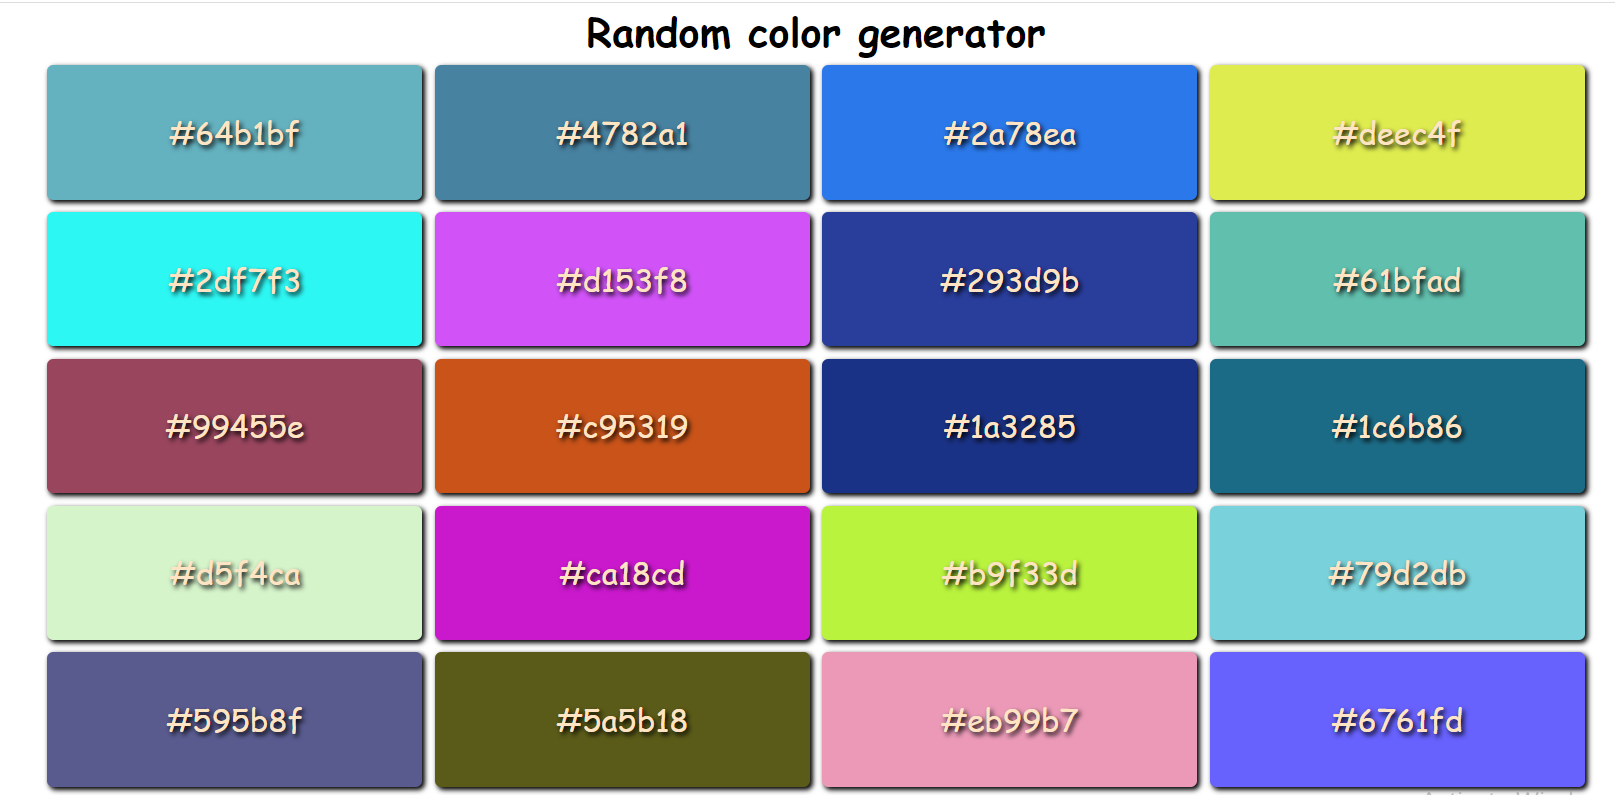 Random color generator
#64b1bf
#4782a1
#2a78ea
#deec4f
#2df7f3
#d153f8
#293d9b
#61bfad
#99455e
#c95319
#1a3285
#1c6b86
#d5f4ca
#ca18cd
#b9f33d
#79d2db
#595b8f
#5a5b18
#eb99b7
#6761fd